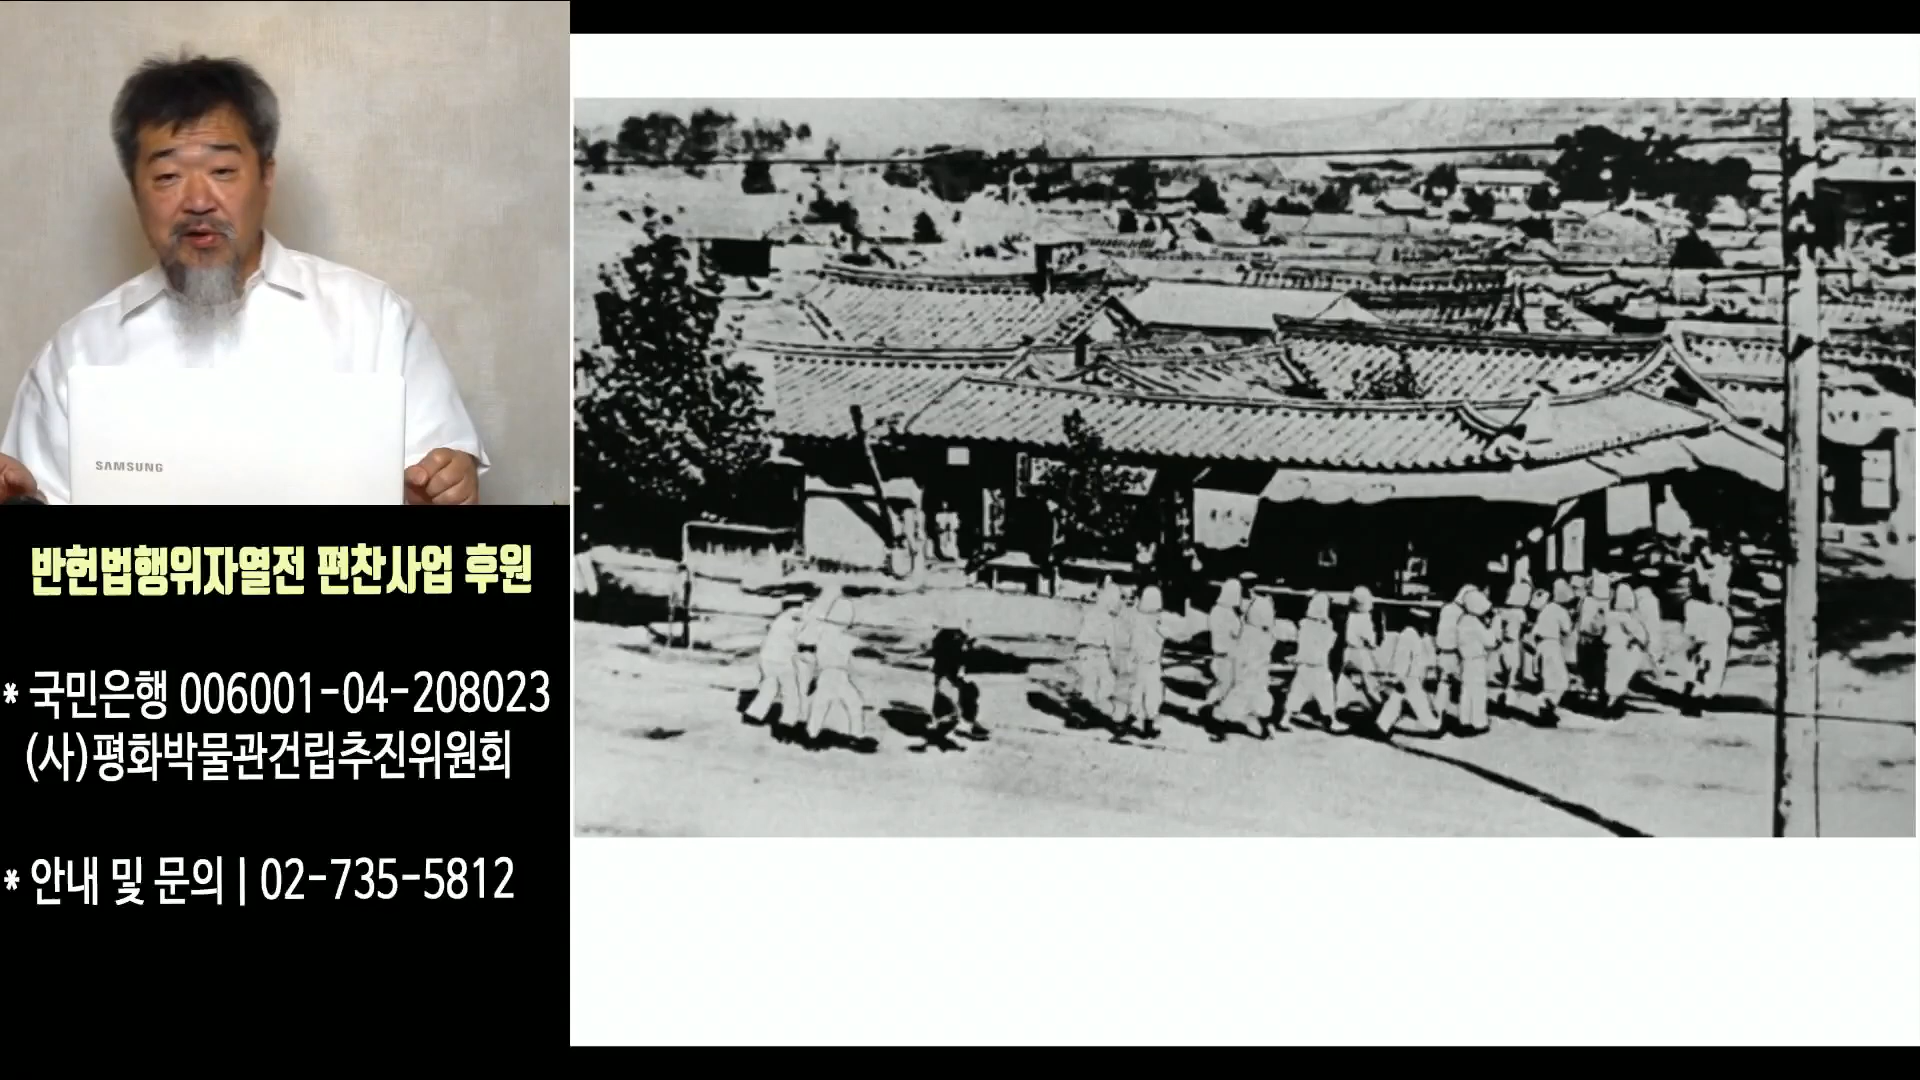 SAMSUNG
반헌법행위자열전 편찬사업 후원
* 국민은행 006001-04-208023
(사)평화박물관건립추진위원회
* 안내 및 문의 | 02-735-5812